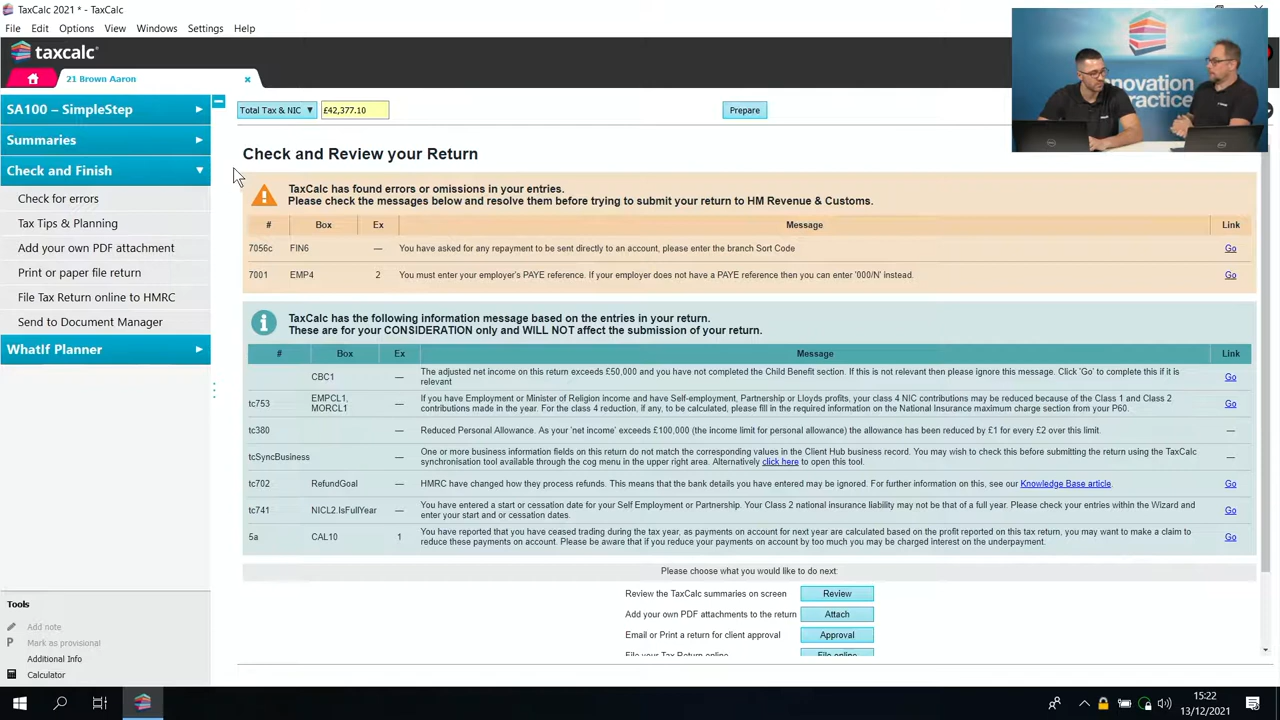 TaxCalc 2021 * - TaxCalc
File Edit Options View Windows Settings Help
taxcalc
21 Brown Aaron
SA100 – SimpleStep
Summaries
Check and Finish
Check for errors
Tax Tips & Planning
Add your own PDF attachment
Print or paper file return
File Tax Return online to HMRC
Send to Document Manager
WhatIf Planner
Tools
Add note
P Mark as provisional
Additional Info
Calculator
Total Tax & NIC £42,377.10 Prepare
Check and Review your Return
TaxCalc has found errors or omissions in your entries.
Please check the messages below and resolve them before trying to submit your return to HM Revenue & Customs.
# Box Ex Message Link
7056c FIN6 — You have asked for any repayment to be sent directly to an account, please enter the branch Sort Code Go
7001 EMP4 2 You must enter your employer's PAYE reference. If your employer does not have a PAYE reference then you can enter '000/N' instead. Go
TaxCalc has the following information message based on the entries in your return.
These are for your CONSIDERATION only and WILL NOT affect the submission of your return.
# Box Ex Message Link
CBC1 — The adjusted net income on this return exceeds £50,000 and you have not completed the Child Benefit section. If this is not relevant then please ignore this message. Click 'Go' to complete this if it is Go
relevant
tc753 EMPCL1, MORCL1 — If you have Employment or Minister of Religion income and have Self-employment, Partnership or Lloyds profits, your class 4 NIC contributions may be reduced because of the Class 1 and Class 2 Go
contributions made in the year. For the class 4 reduction, if any, to be calculated, please fill in the required information on the National Insurance maximum charge section from your P60.
tc380 — Reduced Personal Allowance. As your 'net income' exceeds £100,000 (the income limit for personal allowance) the allowance has been reduced by £1 for every £2 over this limit. —
tcSyncBusiness — One or more business information fields on this return do not match the corresponding values in the Client Hub business record. You may wish to check this before submitting the return using the TaxCalc —
synchronisation tool available through the cog menu in the upper right area. Alternatively click here to open this tool.
tc702 RefundGoal — HMRC have changed how they process refunds. This means that the bank details you have entered may be ignored. For further information on this, see our Knowledge Base article. Go
tc741 NICL2.IsFullYear — You have entered a start or cessation date for your Self Employment or Partnership. Your Class 2 national insurance liability may not be that of a full year. Please check your entries within the Wizard and Go
enter your start and or cessation dates.
5a CAL10 1 You have reported that you have ceased trading during the tax year, as payments on account for next year are calculated based on the profit reported on this tax return, you may want to make a claim to Go
reduce these payments on account. Please be aware that if you reduce your payments on account by too much you may be charged interest on the underpayment.
Please choose what you would like to do next:
Review the TaxCalc summaries on screen Review
Add your own PDF attachments to the return Attach
Email or Print a return for client approval Approval
File your Tax Return online File online
15:22
13/12/2021